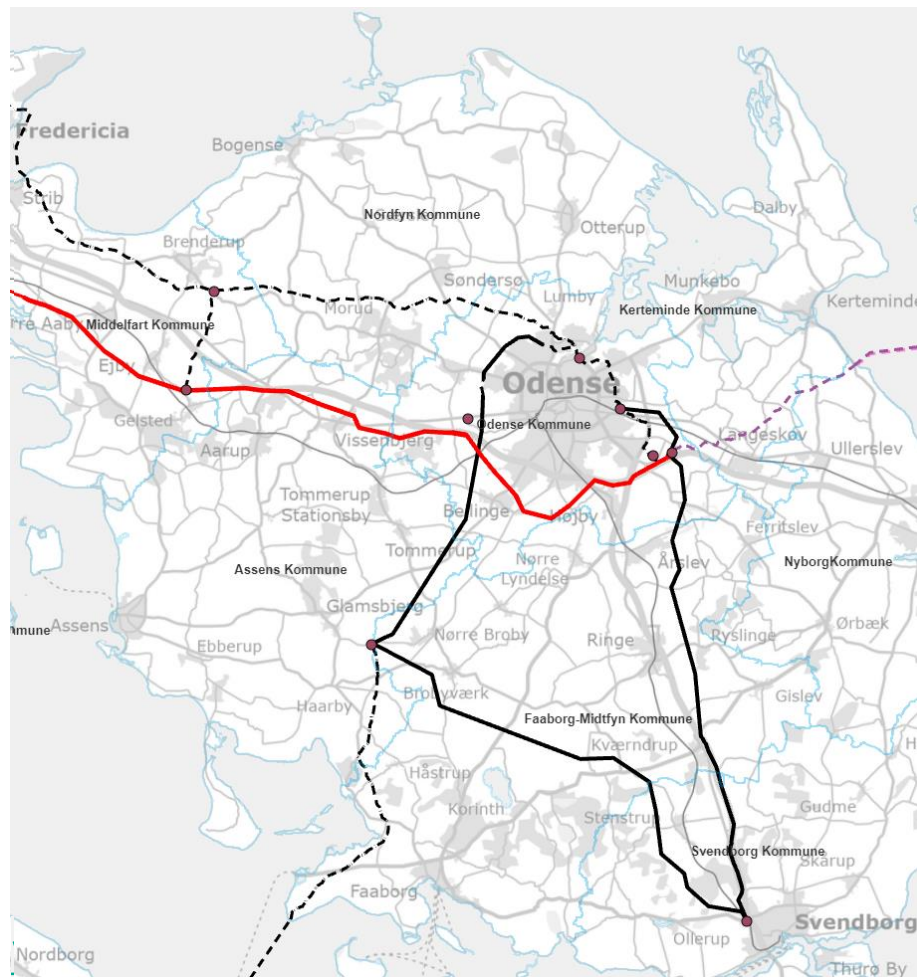 Fredericia
Bogense
Strib
Nordfyn Kommune
Dalby
Otterup
Brenderup
Søndersø
Munkebo
Lumby
Kerteminde
Kerteminde Kommune
Morud
rre Aaby
Middelfart Kommune
Ejby
Odense
Gelsted
Odense Kommune
Vissenbjerg
Langeskov
Ullerslev
Aarup
Tommerup
Stationsby
Bellinge
Højby
Ferritslev
Tommerup
Nørre
Lyndelse
Årslev
NyborgKommune
Assens Kommune
Glamsbjerg
Assens
mmune
Nørre Broby
Ringe
Ryslinge
Ørbæk
Ebberup
Haarby
Brobyværk
Gislev
Faaborg-Midtfyn Kommune
Kværndrup
H
Håstrup
Korinth
Stenstrup
Gudme
Svendborg Kommune
Skårup
Faaborg
Svendborg
Ollerup
Nordborg
Thurø By